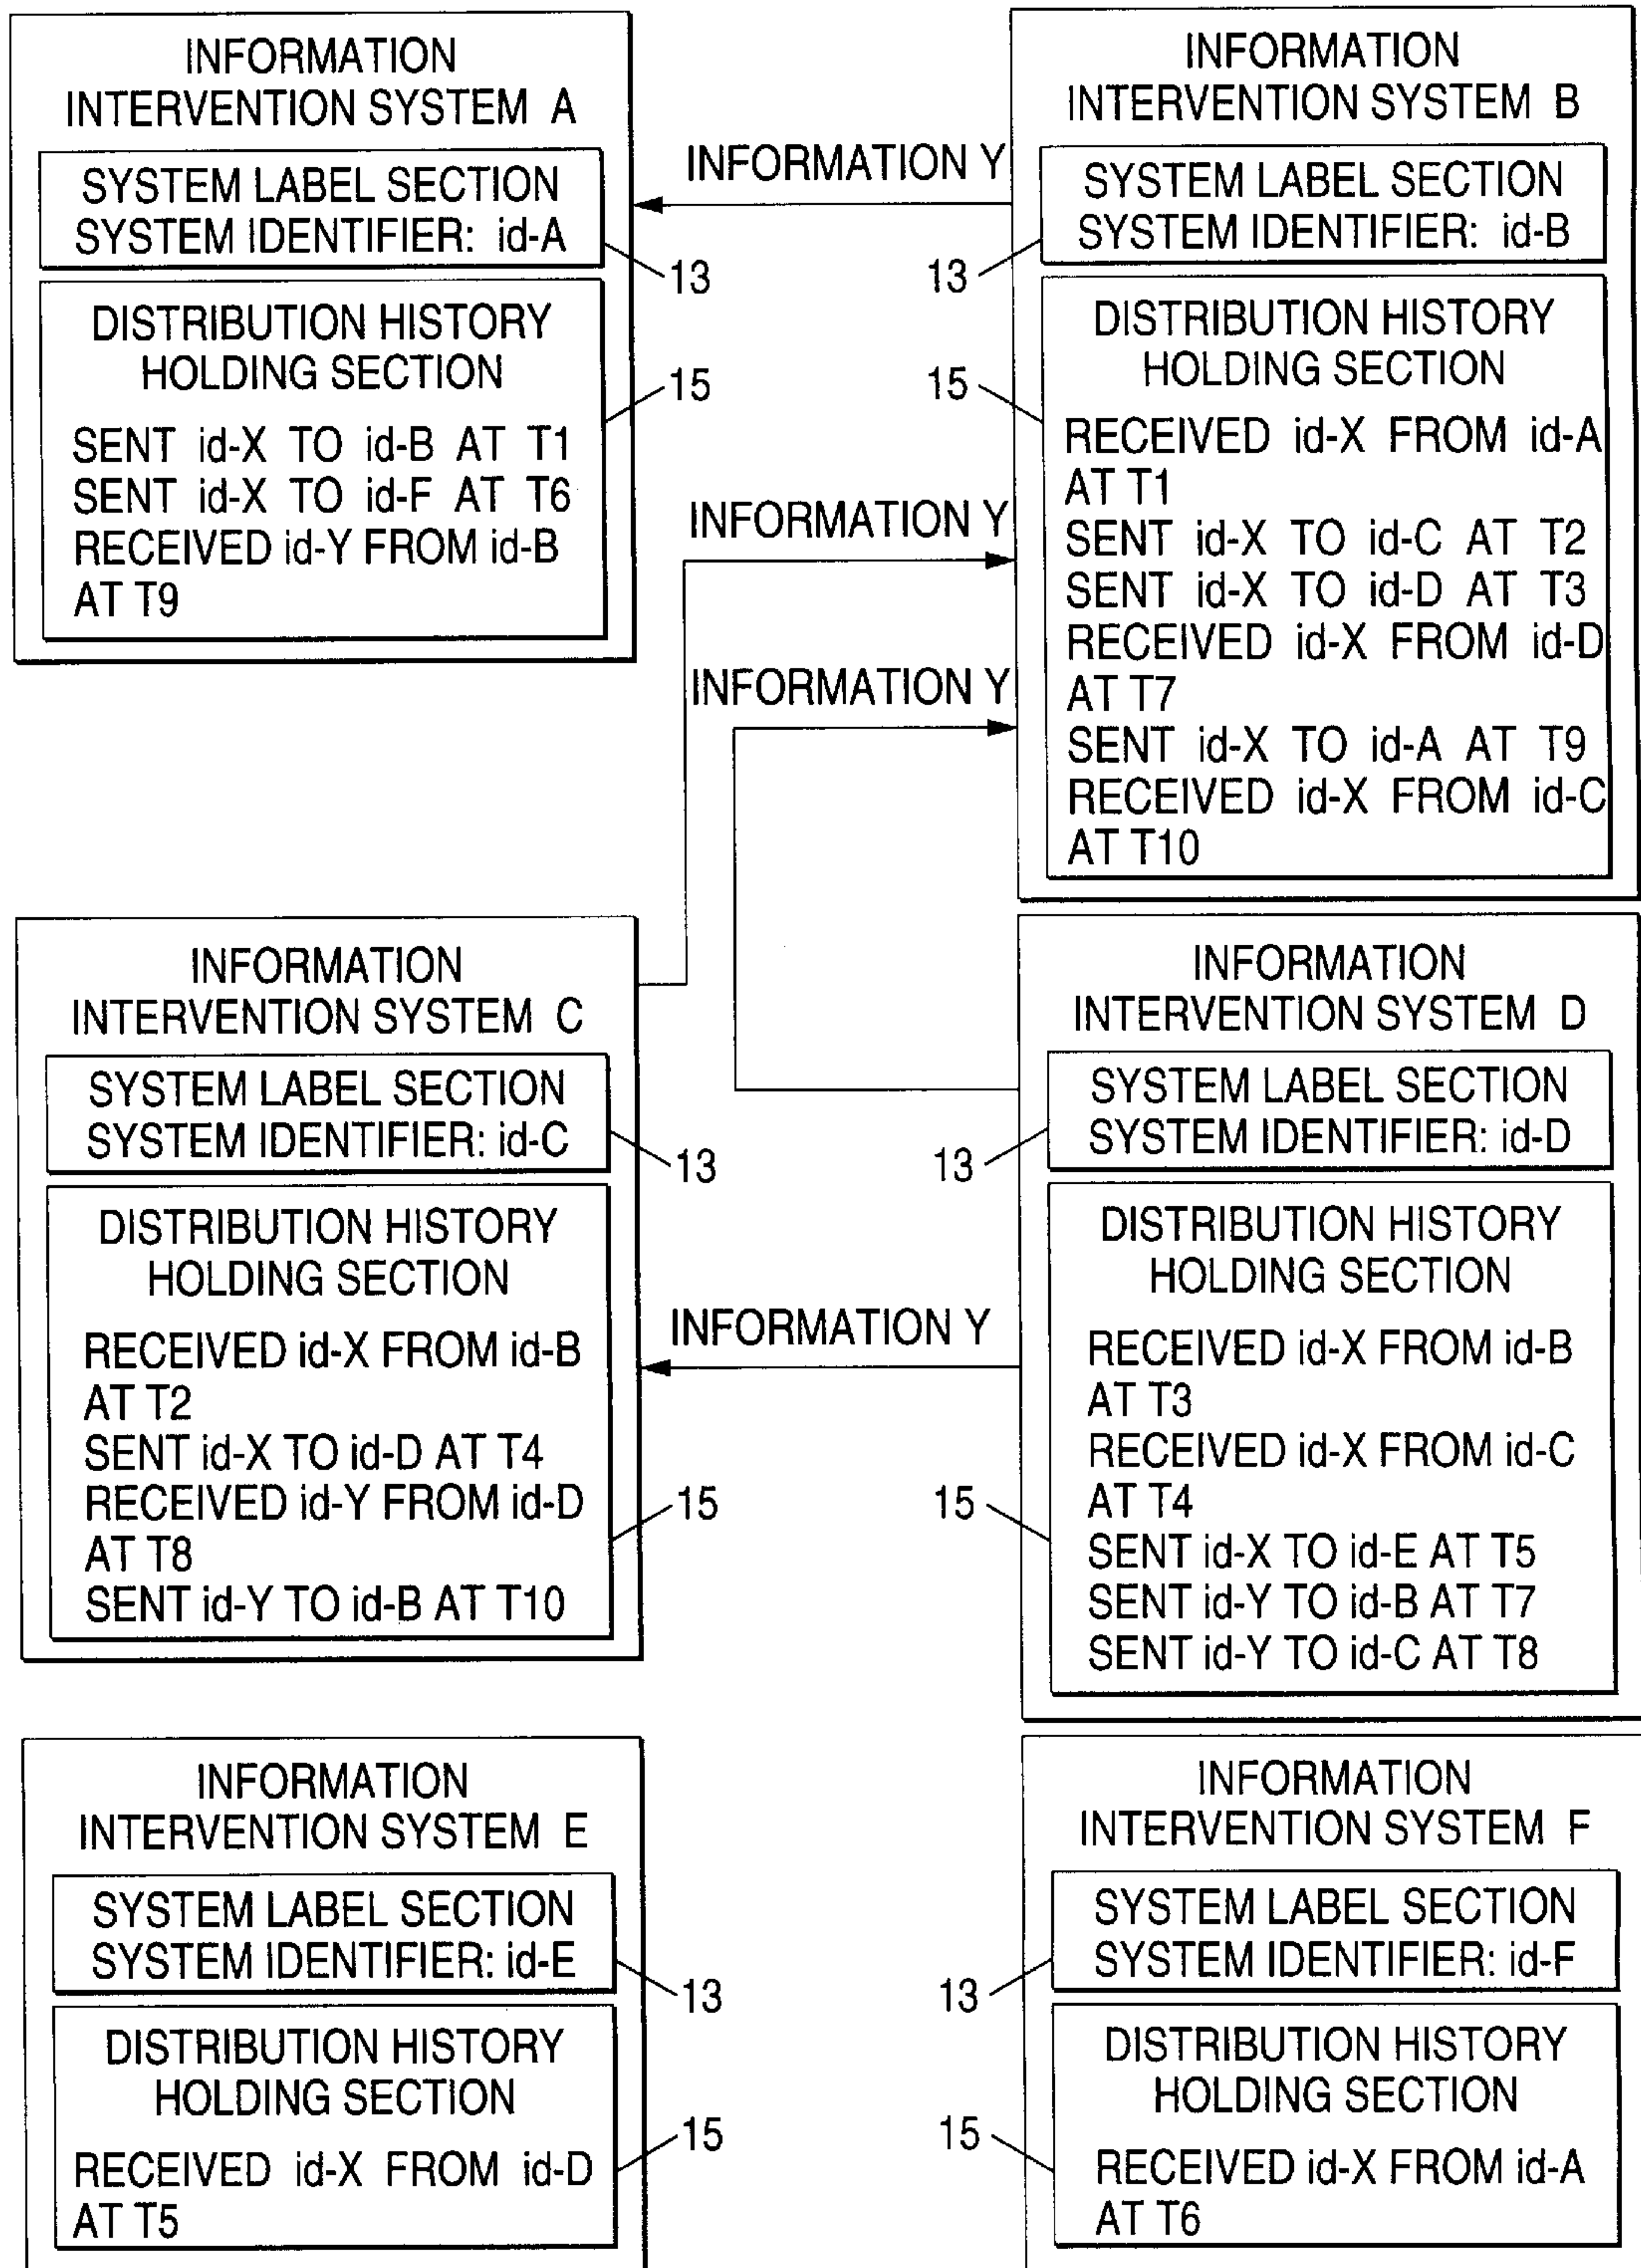 INFORMATION
INTERVENTION SYSTEM A
SYSTEM LABEL SECTION
SYSTEM IDENTIFIER: id-A
13
DISTRIBUTION HISTORY
HOLDING SECTION
15
SENT id-X TO id-B AT T1
SENT id-X TO id-F AT T6
RECEIVED id-Y FROM id-B
AT T9
INFORMATION Y
INFORMATION Y
INFORMATION Y
INFORMATION
INTERVENTION SYSTEM B
SYSTEM LABEL SECTION
SYSTEM IDENTIFIER: id-B
13
DISTRIBUTION HISTORY
HOLDING SECTION
15
RECEIVED id-X FROM id-A
AT T1
SENT id-X TO id-C AT T2
SENT id-X TO id-D AT T3
RECEIVED id-X FROM id-D
AT T7
SENT id-X TO id-A AT T9
RECEIVED id-X FROM id-C
AT T10
INFORMATION
INTERVENTION SYSTEM C
SYSTEM LABEL SECTION
SYSTEM IDENTIFIER: id-C
13
DISTRIBUTION HISTORY
HOLDING SECTION
RECEIVED id-X FROM id-B
AT T2
SENT id-X TO id-D AT T4
RECEIVED id-Y FROM id-D
15
AT T8
SENT id-Y TO id-B AT T10
INFORMATION Y
INFORMATION
INTERVENTION SYSTEM D
SYSTEM LABEL SECTION
SYSTEM IDENTIFIER: id-D
13
DISTRIBUTION HISTORY
HOLDING SECTION
RECEIVED id-X FROM id-B
AT T3
RECEIVED id-X FROM id-C
AT T4
15
SENT id-X TO id-E AT T5
SENT id-Y TO id-B AT T7
SENT id-Y TO id-C AT T8
INFORMATION
INTERVENTION SYSTEM E
SYSTEM LABEL SECTION
SYSTEM IDENTIFIER: id-E
13
DISTRIBUTION HISTORY
HOLDING SECTION
15
RECEIVED id-X FROM id-D
AT T5
INFORMATION
INTERVENTION SYSTEM F
SYSTEM LABEL SECTION
SYSTEM IDENTIFIER: id-F
13
DISTRIBUTION HISTORY
HOLDING SECTION
15
RECEIVED id-X FROM id-A
AT T6